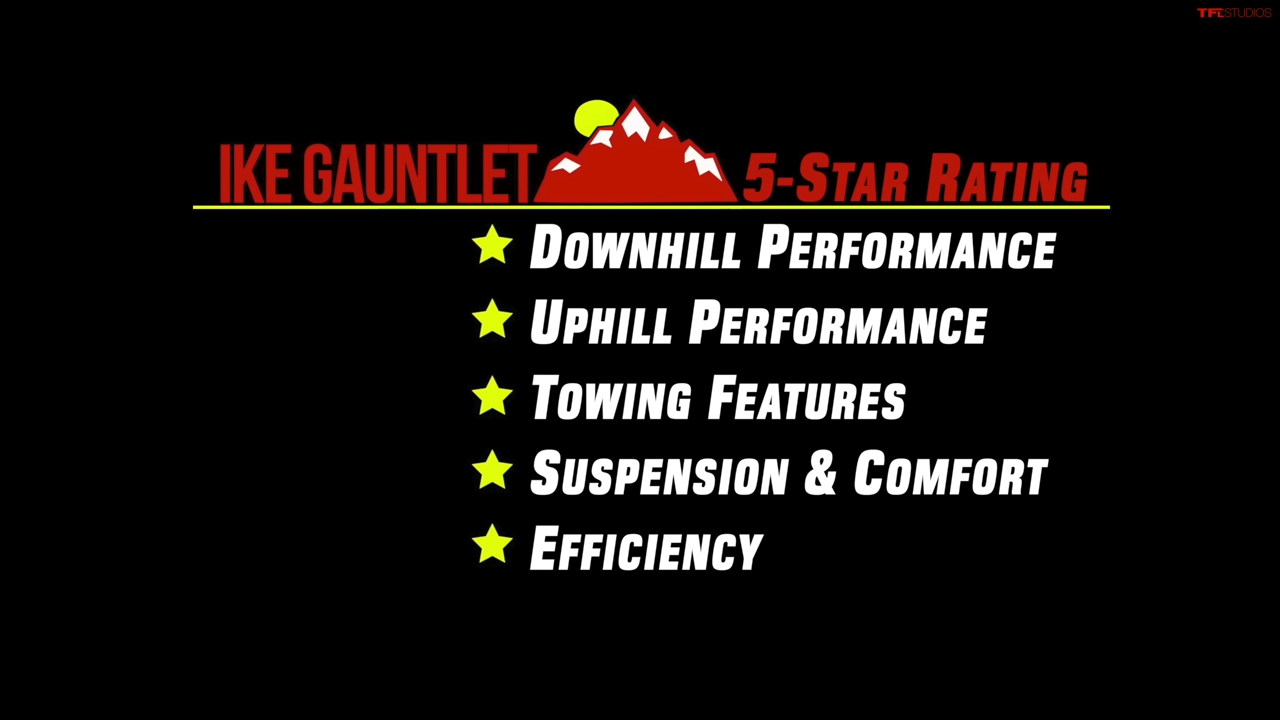 TFLSTUDIOS
IKE GAUNTLET 5-STAR RATING
DOWNHILL PERFORMANCE
UPHILL PERFORMANCE
TOWING FEATURES
SUSPENSION & COMFORT
EFFICIENCY